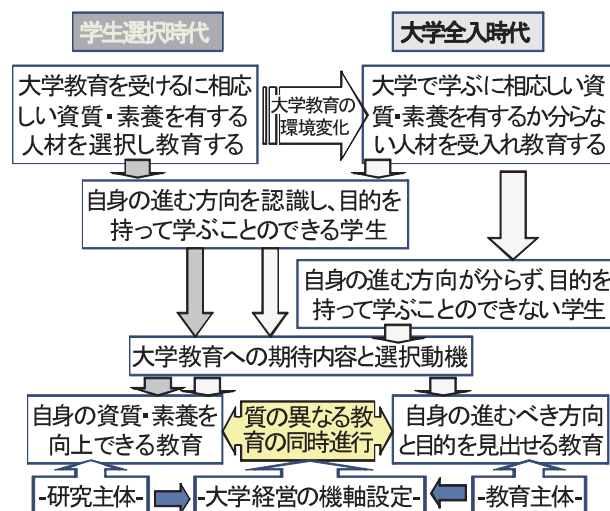 学生選択時代
大学全入時代
大学教育を受けるに相応
しい資質・素養を有する
人材を選択し教育する
大学教育の
環境変化
大学で学ぶに相応しい資
質・素養を有するか分らな
い人材を受入れ教育する
自身の進む方向を認識し、目的を
持って学ぶことのできる学生
自身の進む方向が分らず、目的を
持って学ぶことのできない学生
大学教育への期待内容と選択動機
自身の資質・素養を
向上できる教育
質の異なる教
育の同時進行
自身の進むべき方向
と目的を見出せる教育
-研究主体-
-大学経営の機軸設定-
-教育主体-